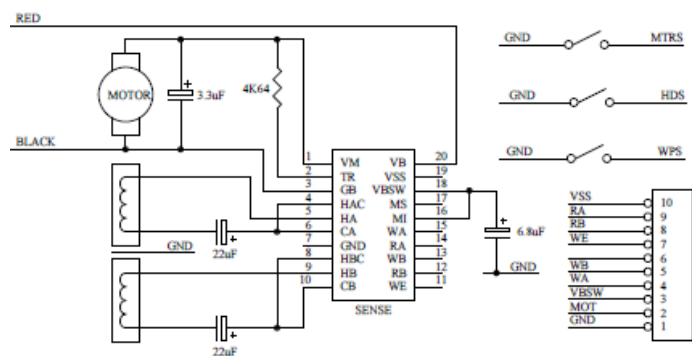 RED
GND MTRS
MOTOR
+
3.3uF
4K64
GND HDS
BLACK
GND WPS
1 VM VB 20
2 TR VSS 19
3 GB VBSW 18
4 HAC MS 17
5 HA MI 16
6 CA WA 15
7 GND RA 14
8 HBC WB 13
9 HB RB 12
10 CB WE 11
SENSE
+
6.8uF
GND
GND
+
22uF
+
22uF
VSS 10
RA 9
RB 8
WE 7
6
WB 5
WA 4
VBSW 3
MOT 2
GND 1